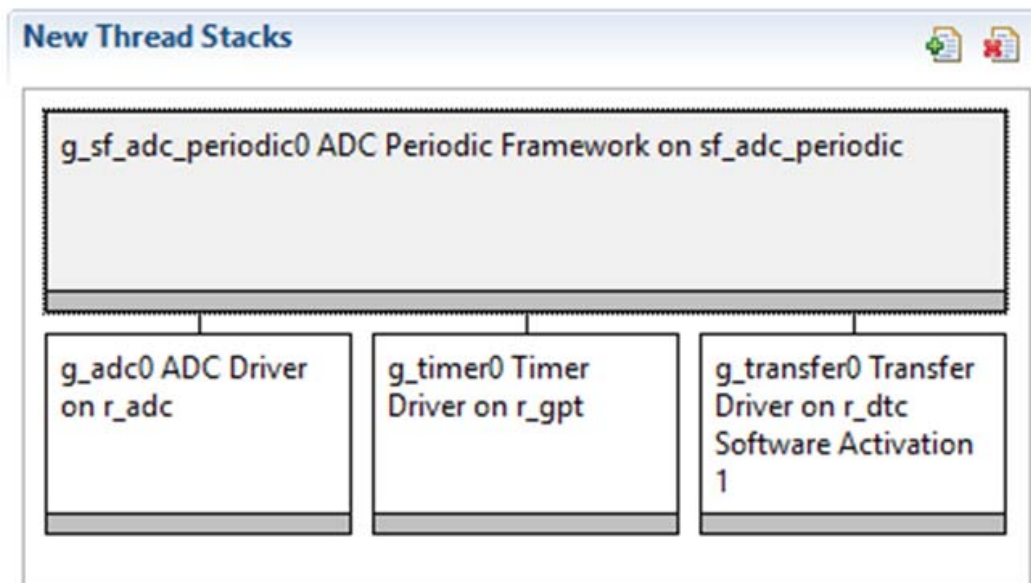 New Thread Stacks
g_sf_adc_periodic0 ADC Periodic Framework on sf_adc_periodic
g_adc0 ADC Driver
on r_adc
g_timer0 Timer
Driver on r_gpt
g_transfer0 Transfer
Driver on r_dtc
Software Activation
1